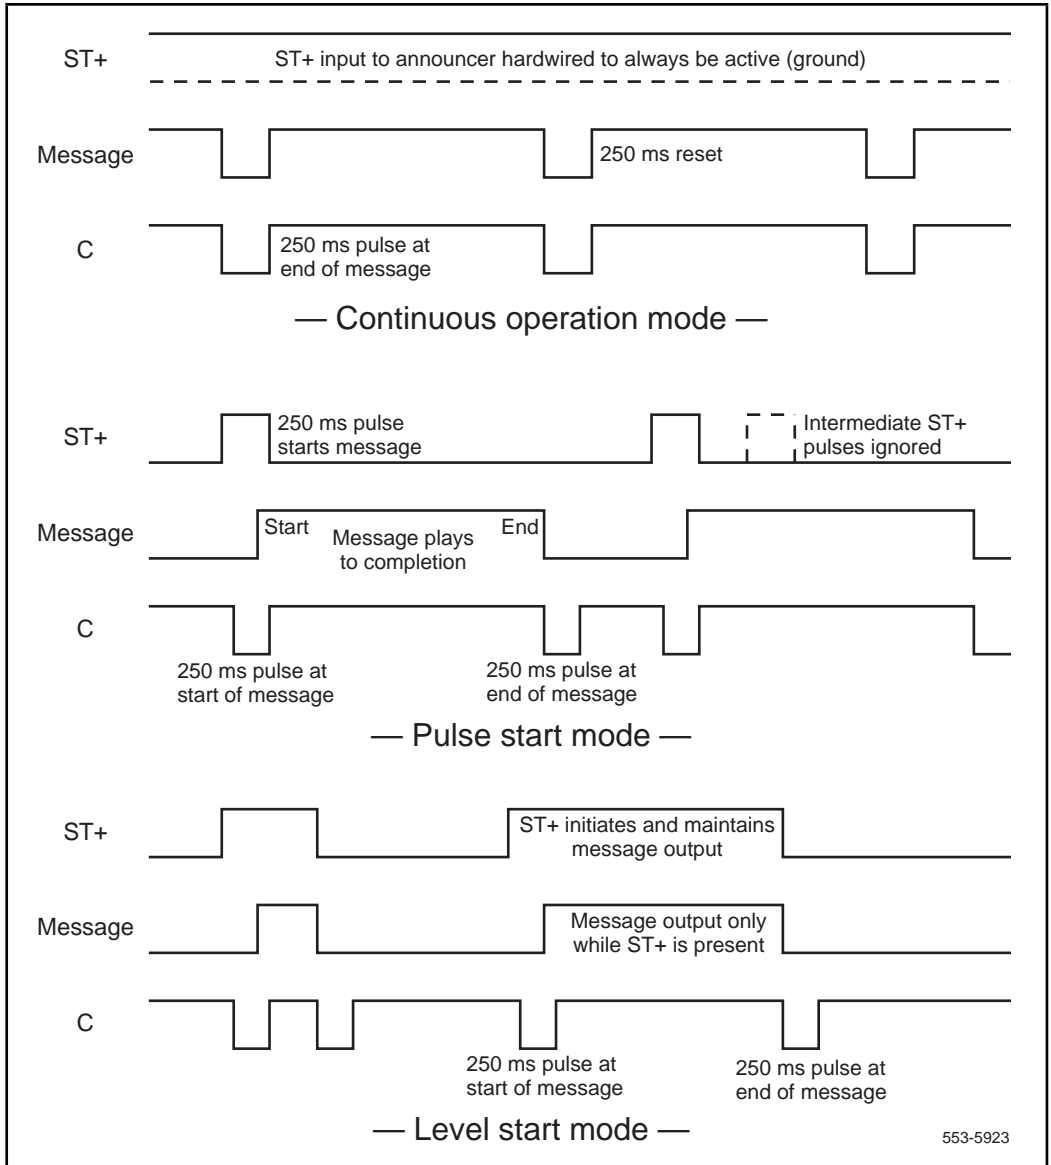 ST+
ST+ input to announcer hardwired to always be active (ground)
Message
250 ms reset
C
250 ms pulse at
end of message
— Continuous operation mode —
ST+
250 ms pulse
starts message
Intermediate ST+
pulses ignored
Message
Start
Message plays
to completion
End
C
250 ms pulse at
start of message
250 ms pulse at
end of message
— Pulse start mode —
ST+
ST+ initiates and maintains
message output
Message
Message output only
while ST+ is present
C
250 ms pulse at
start of message
250 ms pulse at
end of message
— Level start mode —
553-5923